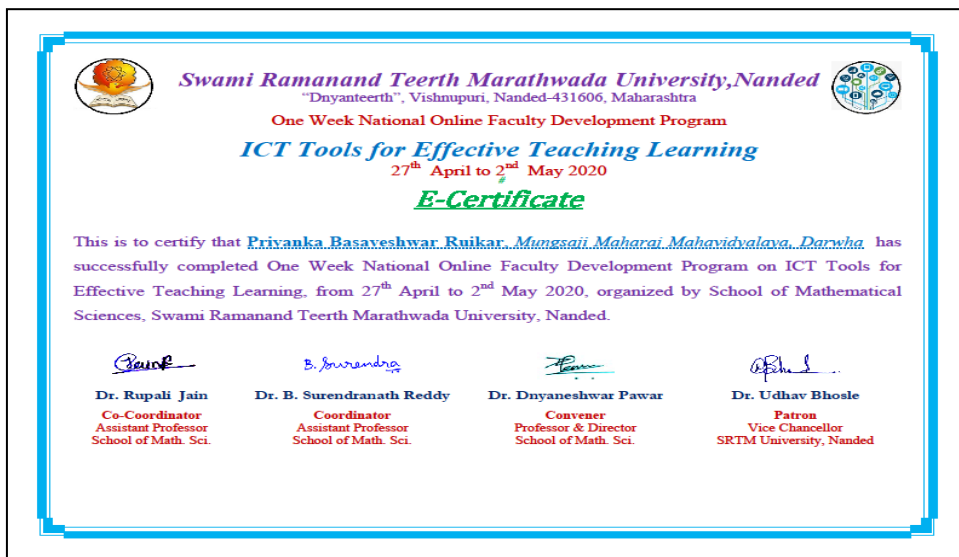 Swami Ramanand Teerth Marathwada University,Nanded
“Dnyanteerth”, Vishnupuri, Nanded-431606, Maharashtra
One Week National Online Faculty Development Program
ICT Tools for Effective Teaching Learning
27th April to 2nd May 2020
#
E-Certificate
This is to certify that Priyanka Basaveshwar Ruikar, Mungsaji Maharaj Mahavidyalaya, Darwha has
successfully completed One Week National Online Faculty Development Program on ICT Tools for
Effective Teaching Learning, from 27th April to 2nd May 2020, organized by School of Mathematical
Sciences, Swami Ramanand Teerth Marathwada University, Nanded.
B. Surendra
Dr. Rupali Jain Dr. B. Surendranath Reddy Dr. Dnyaneshwar Pawar Dr. Udhav Bhosle
Co-Coordinator Coordinator Convener Patron
Assistant Professor Assistant Professor Professor & Director Vice Chancellor
School of Math. Sci. School of Math. Sci. School of Math. Sci. SRTM University, Nanded